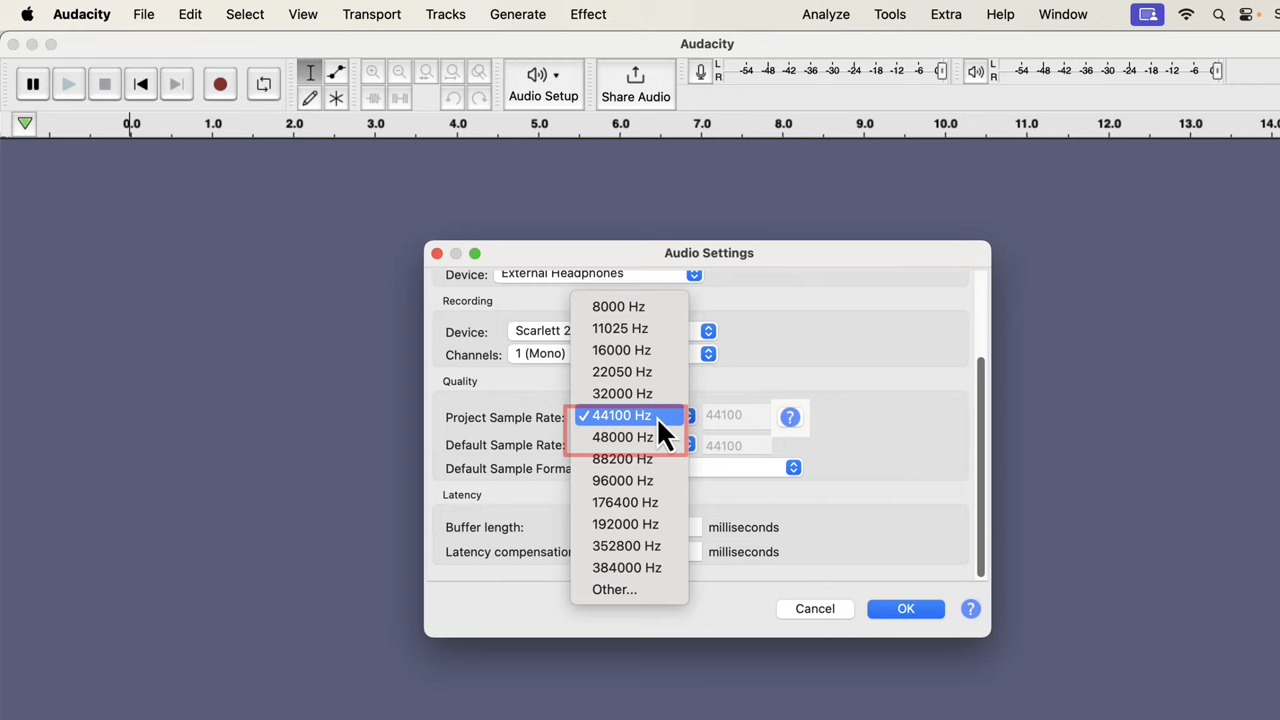 Audacity File Edit Select View Transport Tracks Generate Effect Analyze Tools Extra Help Window
Audacity
L
R
-54 -48 -42 -36 -30 -24 -18 -12 -6 0
L
R
-54 -48 -42 -36 -30 -24 -18 -12 -6 0
Audio Setup
Share Audio
0.0 1.0 2.0 3.0 4.0 5.0 6.0 7.0 8.0 9.0 10.0 11.0 12.0 13.0 14.0
Audio Settings
Device: External Headphones
Recording
Device: Scarlett 2
Channels: 1 (Mono)
Quality
Project Sample Rate: 44100 ?
Default Sample Rate: 44100
Default Sample Forma
Latency
Buffer length: milliseconds
Latency compensatio milliseconds
8000 Hz
11025 Hz
16000 Hz
22050 Hz
32000 Hz
✓ 44100 Hz
48000 Hz
88200 Hz
96000 Hz
176400 Hz
192000 Hz
352800 Hz
384000 Hz
Other...
Cancel OK ?